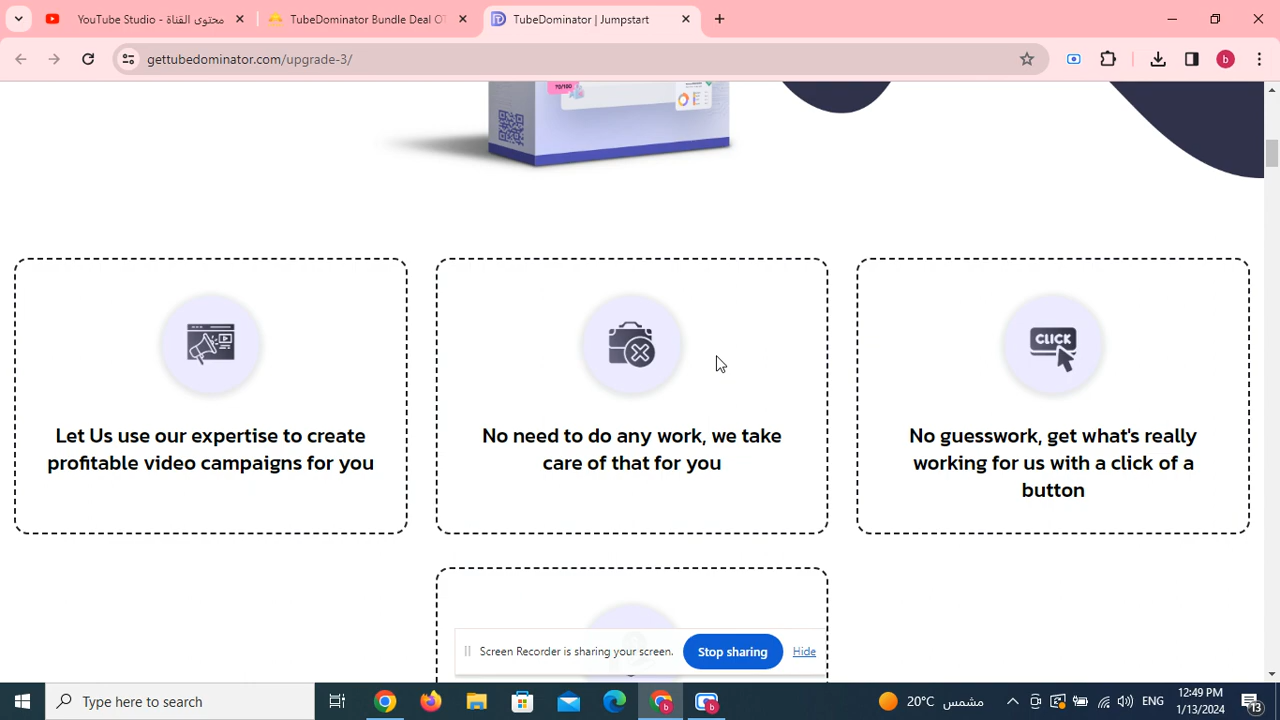 YouTube Studio - محتوى القناة
TubeDominator Bundle Deal
TubeDominator | Jumpstart
gettubedominator.com/upgrade-3/
b
70/100
CLICK
Let Us use our expertise to create
profitable video campaigns for you
No need to do any work, we take
care of that for you
No guesswork, get what's really
working for us with a click of a
button
Screen Recorder is sharing your screen.
Stop sharing
Hide
Type here to search
b
b
20°C مشمس
ENG
12:49 PM
1/13/2024
13